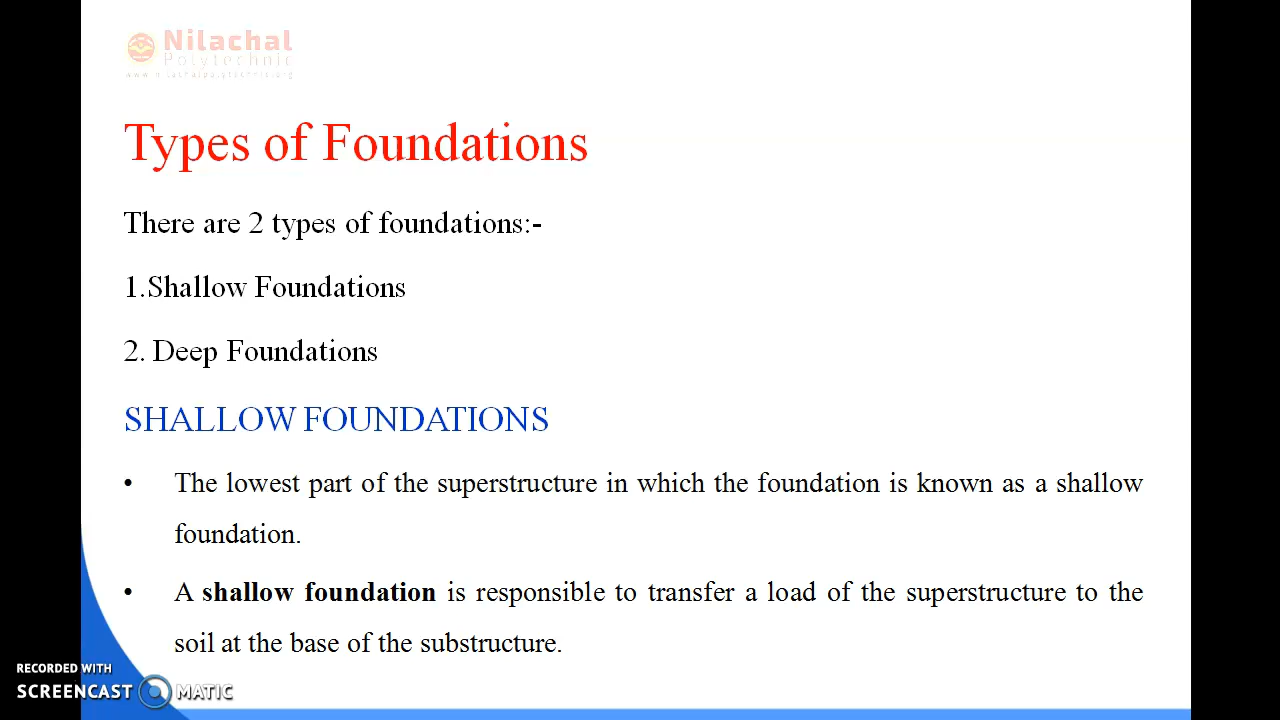 Nilachal
Polytechnic
www.nilachalpolytechnic.org
Types of Foundations
There are 2 types of foundations:-
1.Shallow Foundations
2. Deep Foundations
SHALLOW FOUNDATIONS
• The lowest part of the superstructure in which the foundation is known as a shallow
foundation.
• A shallow foundation is responsible to transfer a load of the superstructure to the
soil at the base of the substructure.
RECORDED WITH
SCREENCAST MATIC